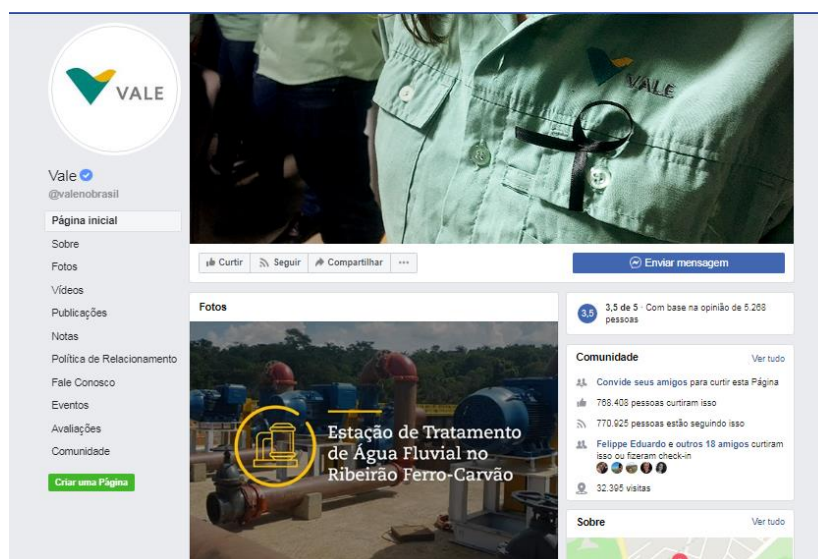 VALE
VALE
Vale
@valenobrasil
Página inicial
Sobre
Fotos
Vídeos
Publicações
Notas
Política de Relacionamento
Fale Conosco
Eventos
Avaliações
Comunidade
Criar uma Página
Curtir
Seguir
Compartilhar
Enviar mensagem
Fotos
Estação de Tratamento
de Água Fluvial no
Ribeirão Ferro-Carvão
3,5
3,5 de 5 · Com base na opinião de 5.268
pessoas
Comunidade
Ver tudo
Convide seus amigos para curtir esta Página
768.408 pessoas curtiram isso
770.925 pessoas estão seguindo isso
Felippe Eduardo e outros 18 amigos curtiram
isso ou fizeram check-in
32.395 visitas
Sobre
Ver tudo